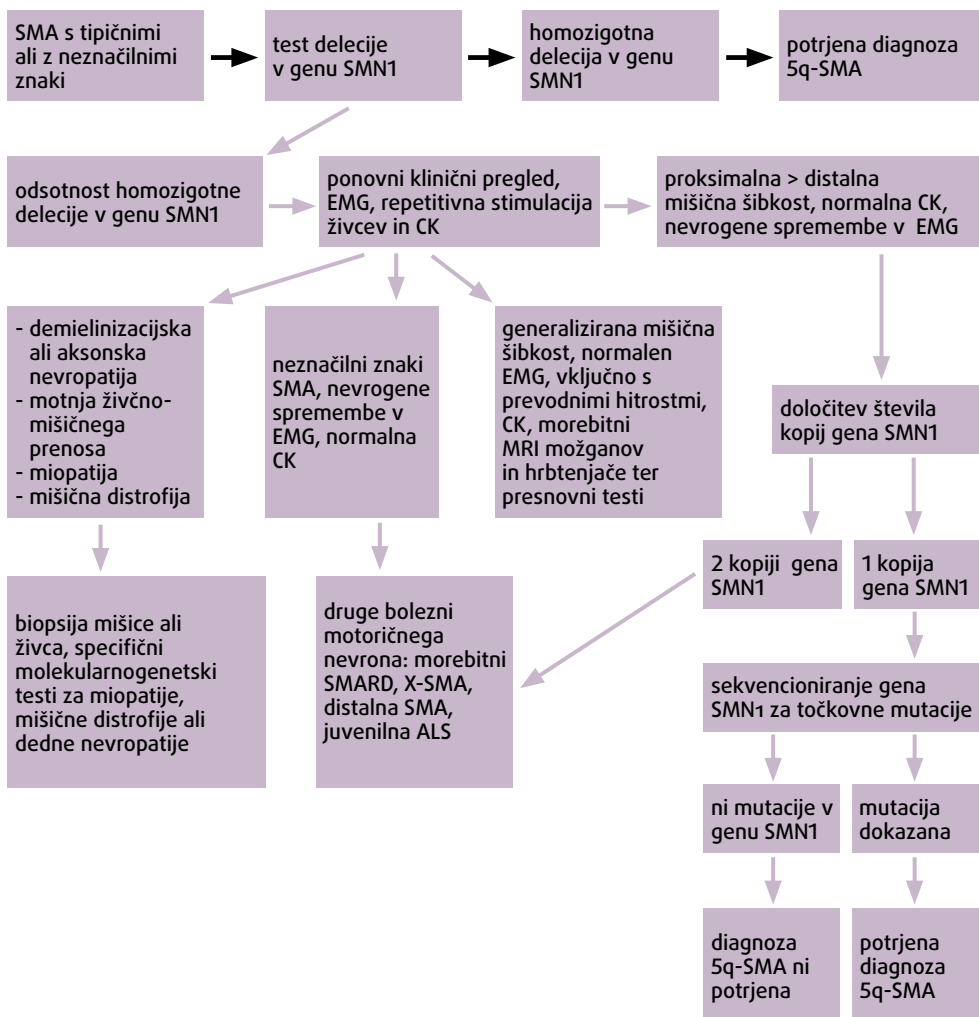 SMA s tipičnimi
ali z neznačilnimi
znaki
test delecije
v genu SMN1
homozigotna
delecija v genu
SMN1
potrjena diagnoza
5q-SMA
odsotnost homozigotne
delecije v genu SMN1
ponovni klinični pregled,
EMG, repetitivna stimulacija
živcev in CK
proksimalna > distalna
mišična šibkost, normalna CK,
nevrogene spremembe v EMG
- demielinizacijska
ali aksonska
nevropatija
- motnja živčno-
mišičnega
prenosa
- miopatija
- mišična distrofija
neznačilni znaki
SMA, nevrogene
spremembe v
EMG, normalna
CK
generalizirana mišična
šibkost, normalen
EMG, vključno s
prevodnimi hitrostmi,
CK, morebitni
MRI možganov
in hrbtenjače ter
presnovni testi
določitev števila
kopij gena SMN1
2 kopiji gena
SMN1
1 kopija
gena SMN1
biopsija mišice ali
živca, specifični
molekularnogenetski
testi za miopatije,
mišične distrofije ali
dedne nevropatije
druge bolezni
motoričnega
nevrona: morebitni
SMARD, X-SMA,
distalna SMA,
juvenilna ALS
sekvencioniranje gena
SMN1 za točkovne mutacije
ni mutacije v
genu SMN1
mutacija
dokazana
diagnoza
5q-SMA ni
potrjena
potrjena
diagnoza
5q-SMA